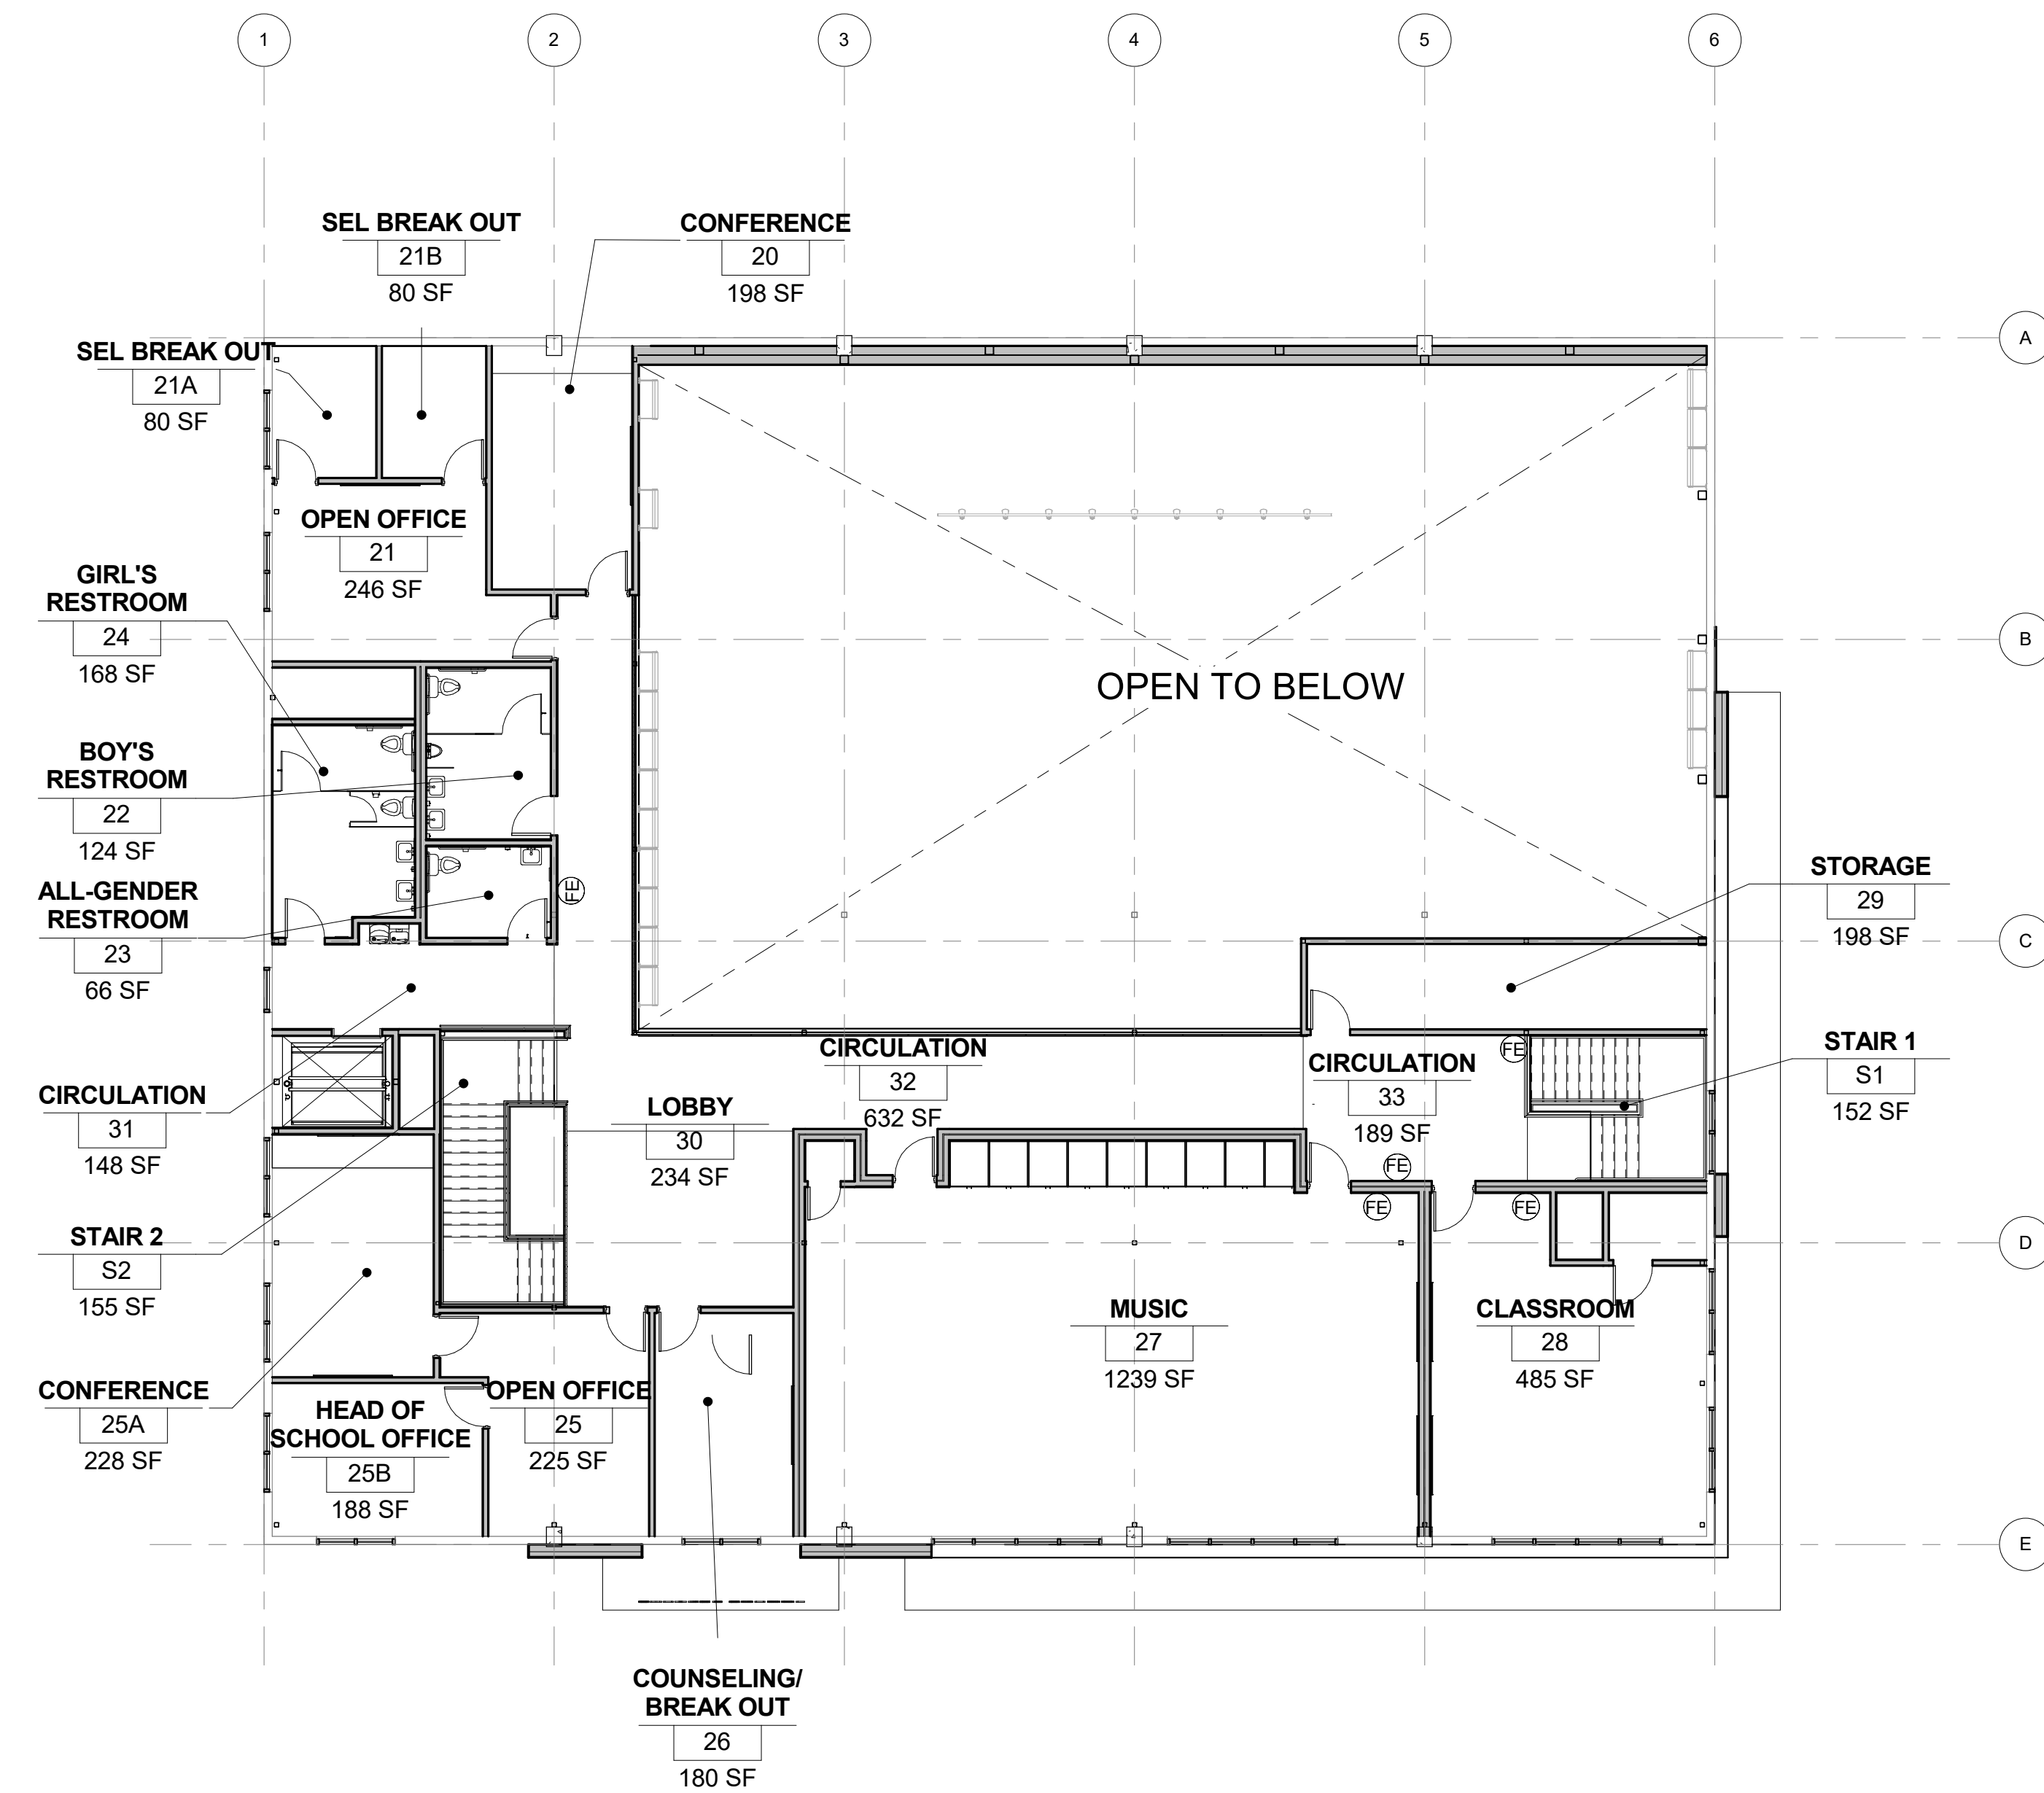 1
2
3
4
5
6
SEL BREAK OUT
21B
80 SF
CONFERENCE
20
198 SF
A
SEL BREAK OUT
21A
80 SF
OPEN OFFICE
21
246 SF
GIRL'S
RESTROOM
24
168 SF
B
OPEN TO BELOW
BOY'S
RESTROOM
22
124 SF
ALL-GENDER
RESTROOM
23
66 SF
FE
STORAGE
29
198 SF
C
CIRCULATION
31
148 SF
CIRCULATION
32
632 SF
CIRCULATION
33
189 SF
FE
FE
FE
FE
STAIR 1
S1
152 SF
LOBBY
30
234 SF
STAIR 2
S2
155 SF
D
MUSIC
27
1239 SF
CLASSROOM
28
485 SF
CONFERENCE
25A
228 SF
HEAD OF
SCHOOL OFFICE
25B
188 SF
OPEN OFFICE
25
225 SF
E
COUNSELING/
BREAK OUT
26
180 SF